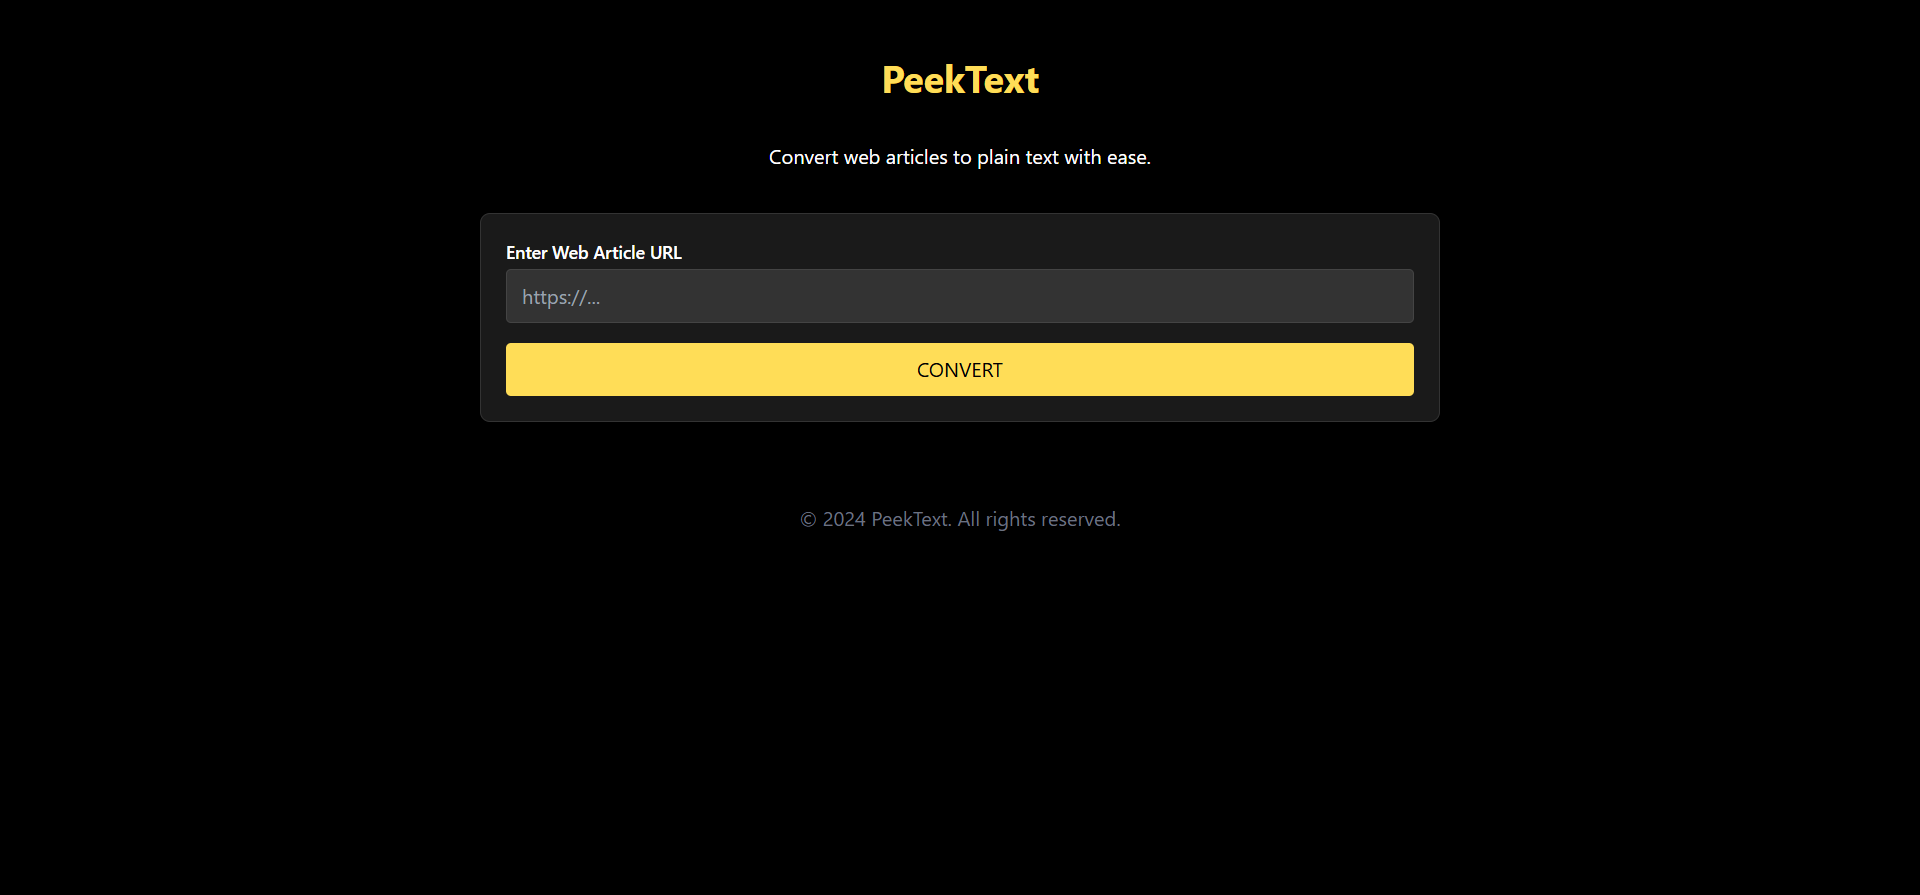 PeekText
Convert web articles to plain text with ease.
Enter Web Article URL
https://...
CONVERT
© 2024 PeekText. All rights reserved.